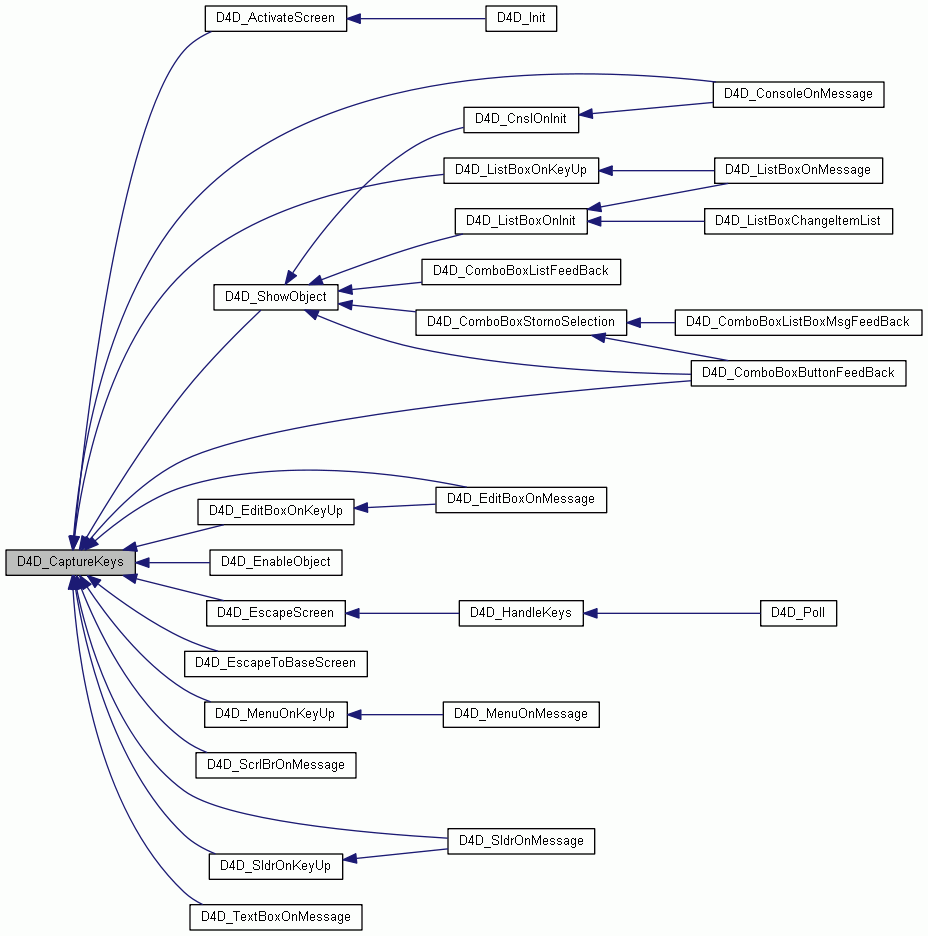 D4D_ActivateScreen
D4D_Init
D4D_ConsoleOnMessage
D4D_CnslOnInit
D4D_ListBoxOnKeyUp
D4D_ListBoxOnMessage
D4D_ListBoxOnInit
D4D_ListBoxChangeItemList
D4D_ComboBoxListFeedBack
D4D_ShowObject
D4D_ComboBoxStornoSelection
D4D_ComboBoxListBoxMsgFeedBack
D4D_ComboBoxButtonFeedBack
D4D_EditBoxOnMessage
D4D_EditBoxOnKeyUp
D4D_CaptureKeys
D4D_EnableObject
D4D_EscapeScreen
D4D_HandleKeys
D4D_Poll
D4D_EscapeToBaseScreen
D4D_MenuOnKeyUp
D4D_MenuOnMessage
D4D_ScrlBrOnMessage
D4D_SldrOnMessage
D4D_SldrOnKeyUp
D4D_TextBoxOnMessage